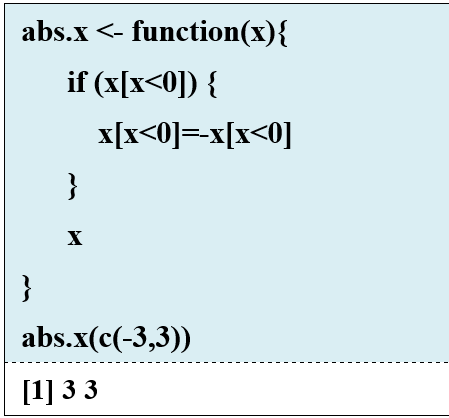 abs.x <- function(x){
if (x[x<0]) {
x[x<0]=-x[x<0]
}
x
}
abs.x(c(-3,3))
[1] 3 3